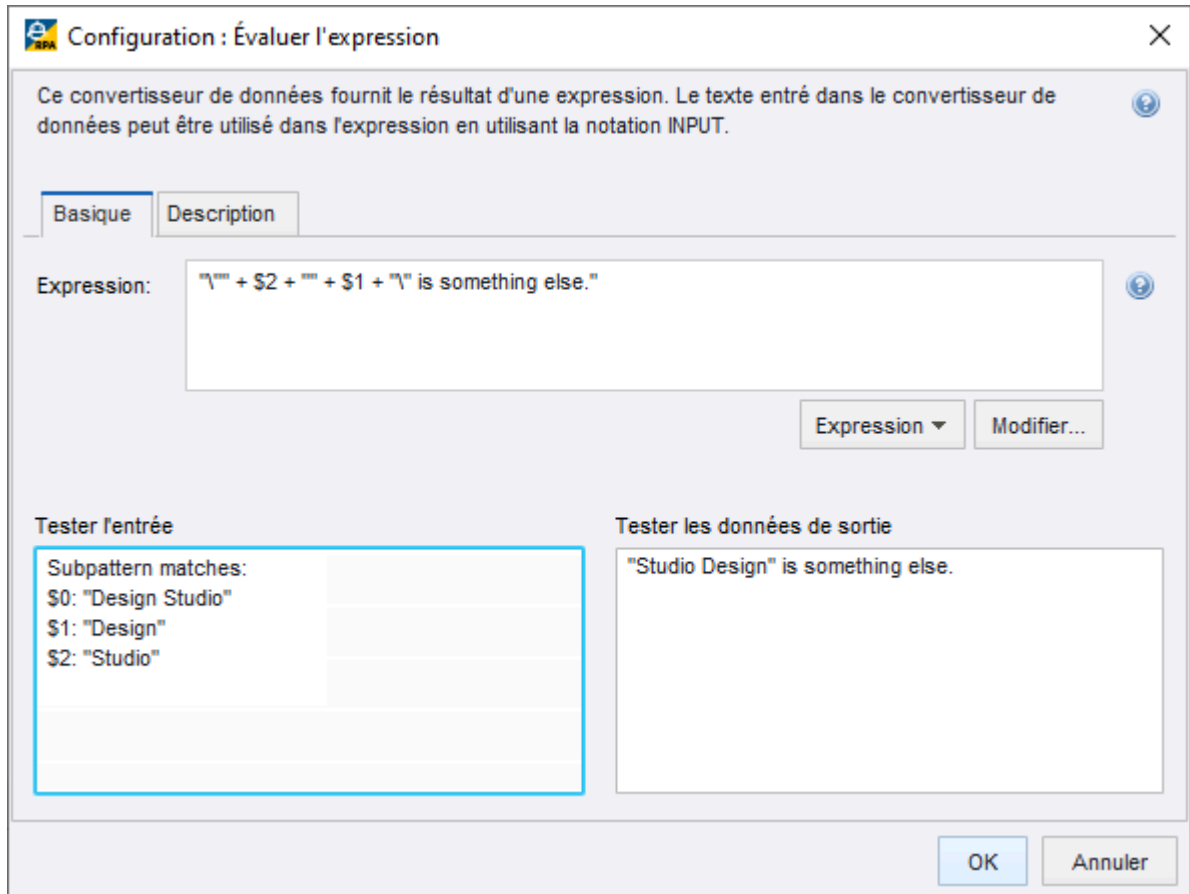 RPA
Configuration : Évaluer l'expression
Ce convertisseur de données fournit le résultat d'une expression. Le texte entré dans le convertisseur de
données peut être utilisé dans l'expression en utilisant la notation INPUT.
Basique Description
Expression: "\"" + $2 + "" + $1 + "\" is something else."
Expression Modifier...
Tester l'entrée Tester les données de sortie
Subpattern matches: "Studio Design" is something else.
$0: "Design Studio"
$1: "Design"
$2: "Studio"
OK Annuler